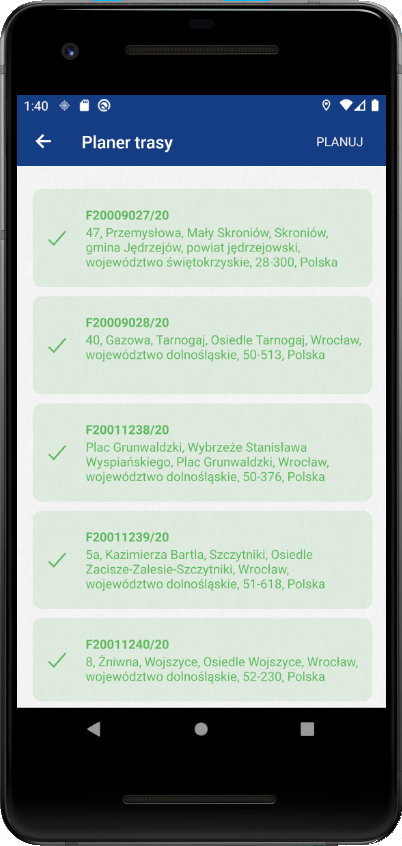 1:40
Planer trasy
PLANUJ
F20009027/20
47, Przemysłowa, Mały Skroniów, Skroniów,
gmina Jędrzejów, powiat jędrzejowski,
województwo świętokrzyskie, 28-300, Polska
F20009028/20
40, Gazowa, Tarnogaj, Osiedle Tarnogaj, Wrocław,
województwo dolnośląskie, 50-513, Polska
F20011238/20
Plac Grunwaldzki, Wybrzeże Stanisława
Wyspiańskiego, Plac Grunwaldzki, Wrocław,
województwo dolnośląskie, 50-376, Polska
F20011239/20
5a, Kazimierza Bartla, Szczytniki, Osiedle
Zacisze-Zalesie-Szczytniki, Wrocław,
województwo dolnośląskie, 51-618, Polska
F20011240/20
8, Żniwna, Wojszyce, Osiedle Wojszyce, Wrocław,
województwo dolnośląskie, 52-230, Polska